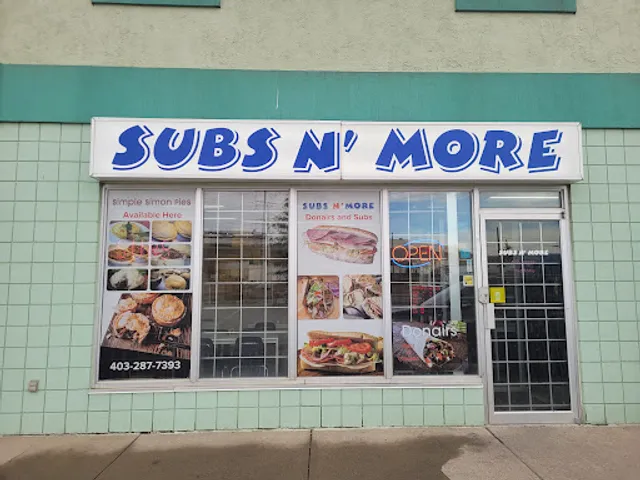 SUBS N' MORE
Simple Simon Pies
Available Here
403-287-7393
SUBS N' MORE
Donairs and Subs
OPEN
Donairs
SUBS N' MORE